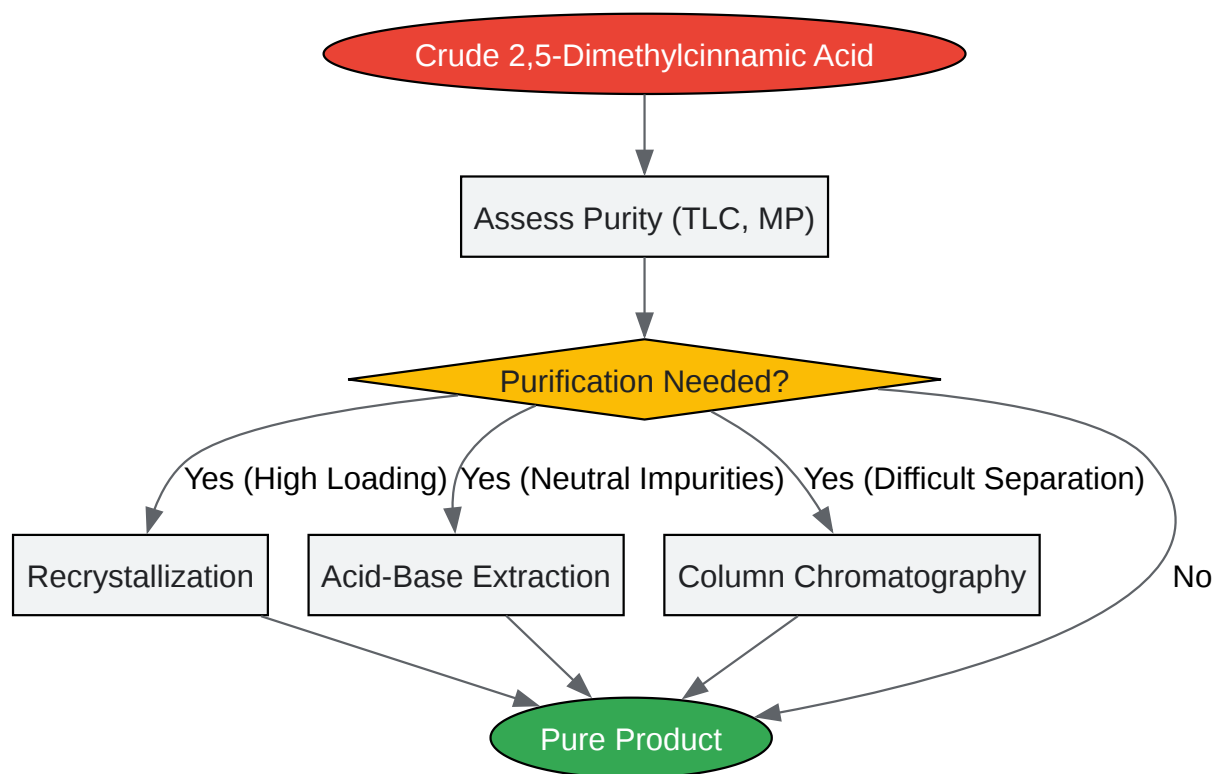 Crude 2,5-Dimethylcinnamic Acid
Assess Purity (TLC, MP)
Purification Needed?
Yes (High Loading)
Yes (Neutral Impurities)
Yes (Difficult Separation)
Recrystallization
Acid-Base Extraction
Column Chromatography
No
Pure Product